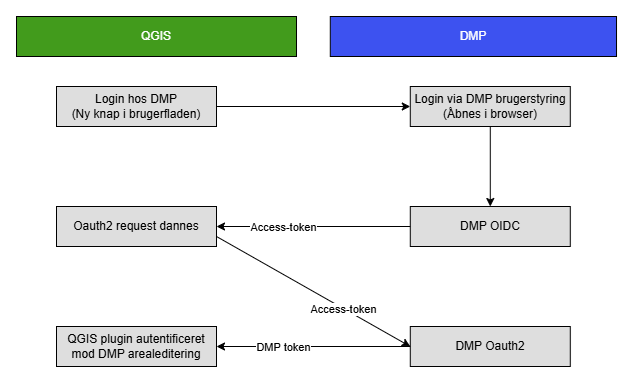 QGIS
DMP
Login hos DMP
(Ny knap i brugerfladen)
Login via DMP brugerstyring
(Åbnes i browser)
Oauth2 request dannes
Access-token
DMP OIDC
Access-token
QGIS plugin autentificeret
mod DMP arealeditering
DMP token
DMP Oauth2